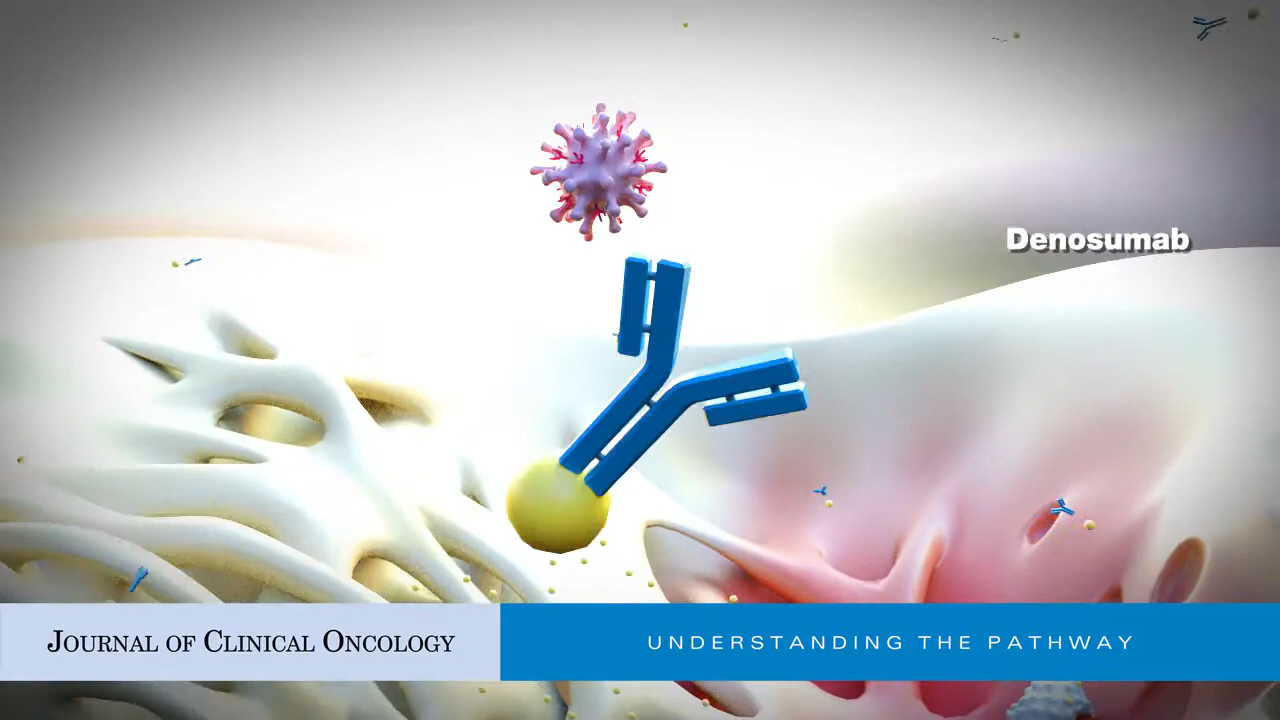 Denosumab
JOURNAL OF CLINICAL ONCOLOGY
UNDERSTANDING THE PATHWAY